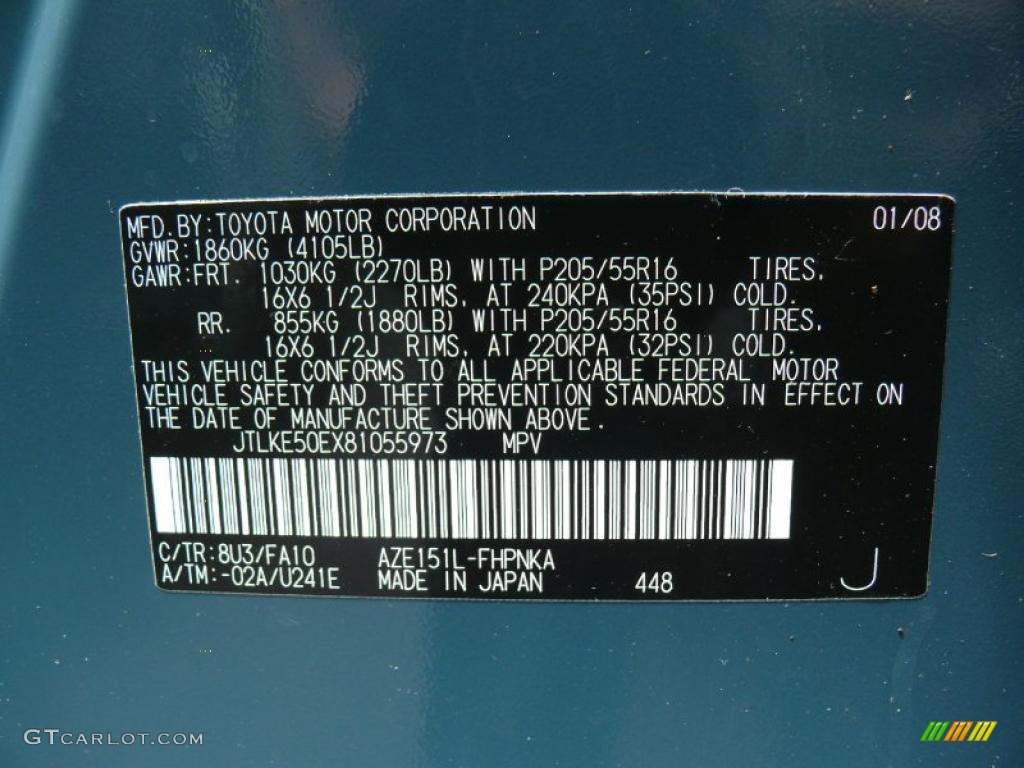 MFD. BY: TOYOTA MOTOR CORPORATION 01/08
GVWR: 1860KG (4105LB)
GAWR: FRT. 1030KG (2270LB) WITH P205/55R16 TIRES.
16X6 1/2J RIMS, AT 240KPA (35PSI) COLD.
RR. 855KG (1880LB) WITH P205/55R16 TIRES.
16X6 1/2J RIMS, AT 220KPA (32PSI) COLD.
THIS VEHICLE CONFORMS TO ALL APPLICABLE FEDERAL MOTOR
VEHICLE SAFETY AND THEFT PREVENTION STANDARDS IN EFFECT ON
THE DATE OF MANUFACTURE SHOWN ABOVE.
JTLKE50EX81055973 MPV
C/TR: 8U3/FA10 AZE151L-FHPNKA
A/TM: -02A/U241E MADE IN JAPAN 448 J
GTCARLOT.COM